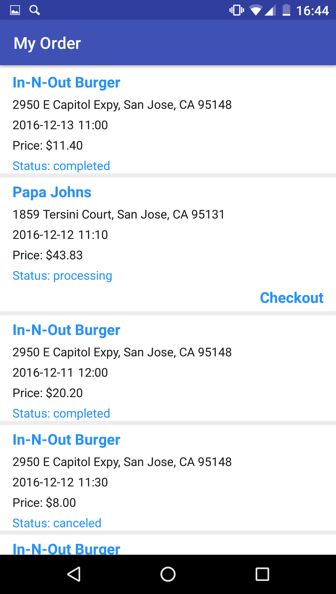 16:44
My Order
In-N-Out Burger
2950 E Capitol Expy, San Jose, CA 95148
2016-12-13 11:00
Price: $11.40
Status: completed
Papa Johns
1859 Tersini Court, San Jose, CA 95131
2016-12-12 11:10
Price: $43.83
Status: processing
Checkout
In-N-Out Burger
2950 E Capitol Expy, San Jose, CA 95148
2016-12-11 12:00
Price: $20.20
Status: completed
In-N-Out Burger
2950 E Capitol Expy, San Jose, CA 95148
2016-12-12 11:30
Price: $8.00
Status: canceled
In-N-Out Burger